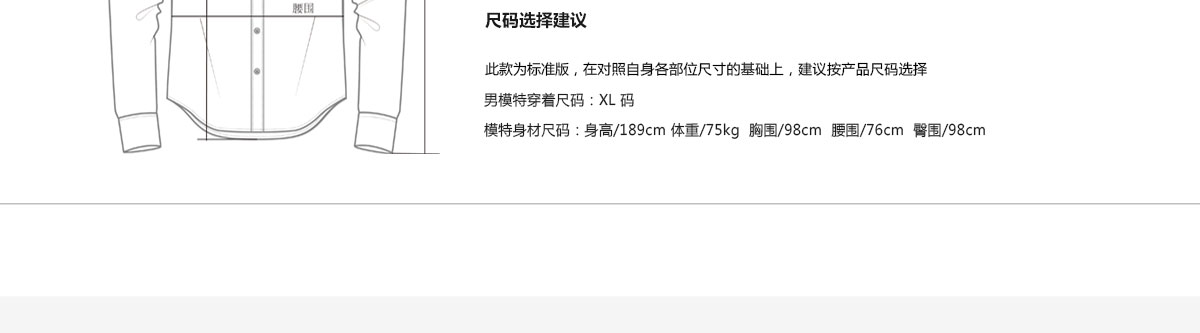 腰围
尺码选择建议
此款为标准版，在对照自身各部位尺寸的基础上，建议按产品尺码选择
男模特穿着尺码：XL 码
模特身材尺码：身高/189cm 体重/75kg 胸围/98cm 腰围/76cm 臀围/98cm